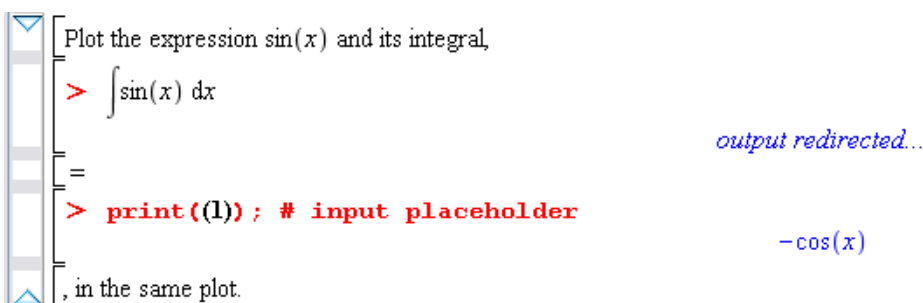 Plot the expression sin(x) and its integral,
> ∫sin(x) dx
output redirected...
=
> print((1)); # input placeholder
−cos(x)
, in the same plot.